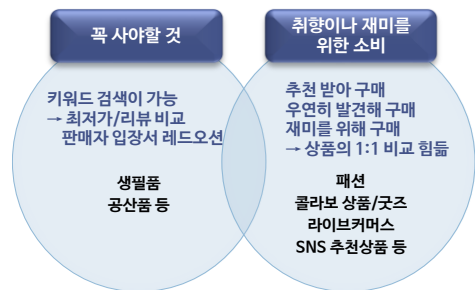 꼭 사야할 것
취향이나 재미를
위한 소비
키워드 검색이 가능
→ 최저가/리뷰 비교
판매자 입장서 레드오션
생필품
공산품 등
추천 받아 구매
우연히 발견해 구매
재미를 위해 구매
→ 상품의 1:1 비교 힘듦
패션
콜라보 상품/굿즈
라이브커머스
SNS 추천상품 등